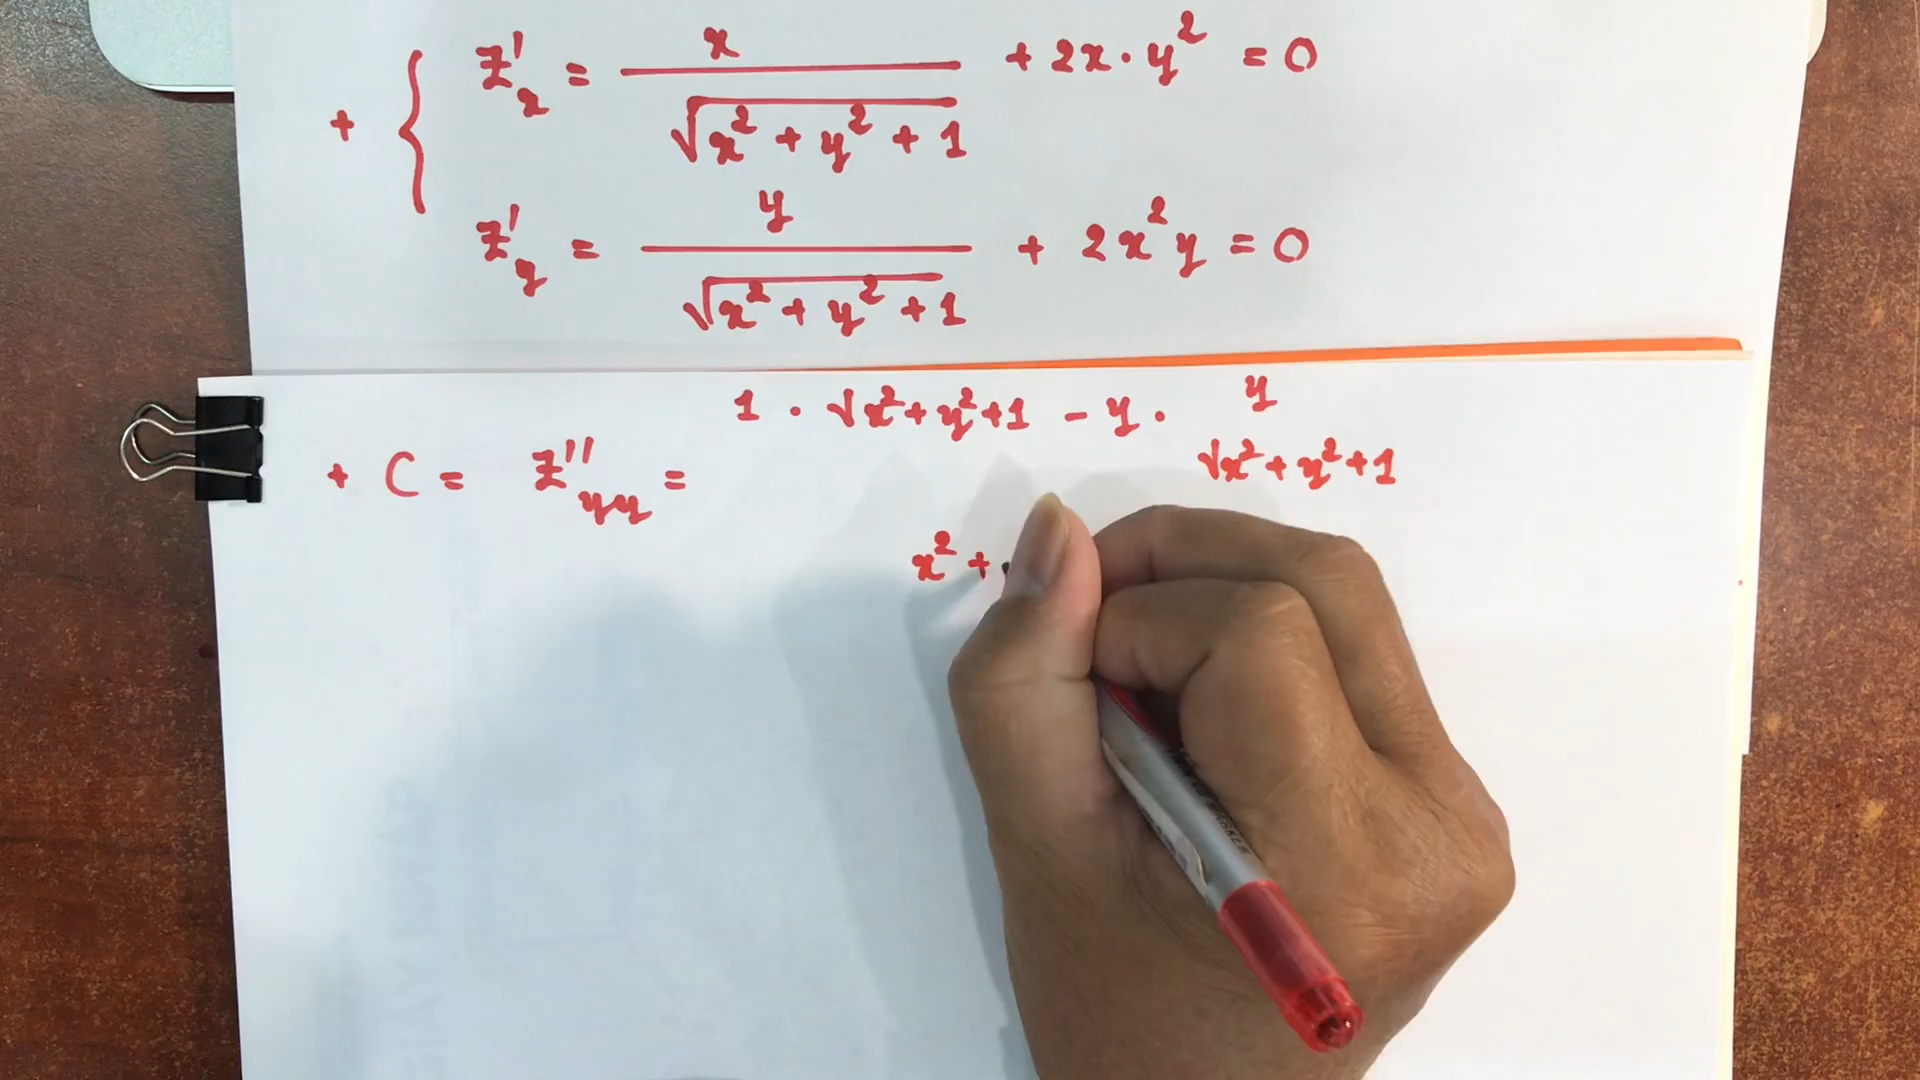 + { z'x = x / √(x² + y² + 1) + 2x · y² = 0
z'y = y / √(x² + y² + 1) + 2x²y = 0
1 · √x²+y²+1 - y · y / √x²+y²+1
+ C = z''yy =
x² +